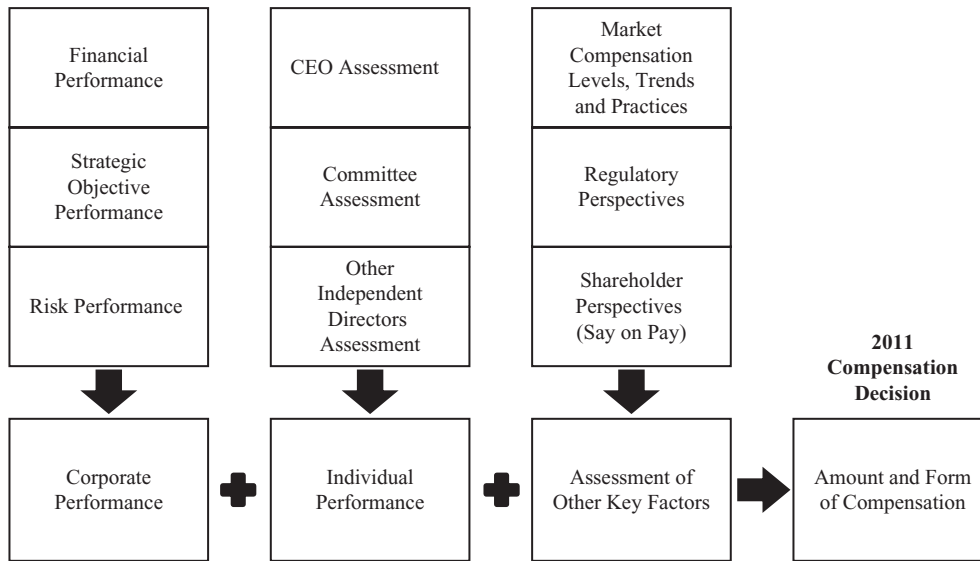 Financial
Performance
Strategic
Objective
Performance
Risk Performance
CEO Assessment
Committee
Assessment
Other
Independent
Directors
Assessment
Market
Compensation
Levels, Trends
and Practices
Regulatory
Perspectives
Shareholder
Perspectives
(Say on Pay)
2011
Compensation
Decision
Corporate
Performance
Individual
Performance
Assessment of
Other Key Factors
Amount and Form
of Compensation